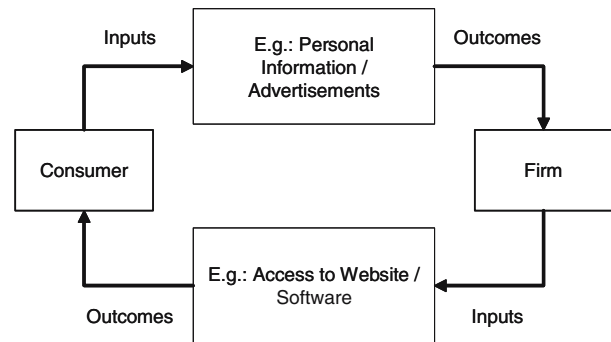 Inputs
E.g.: Personal
Information /
Advertisements
Outcomes
Consumer
Firm
E.g.: Access to Website /
Software
Outcomes
Inputs